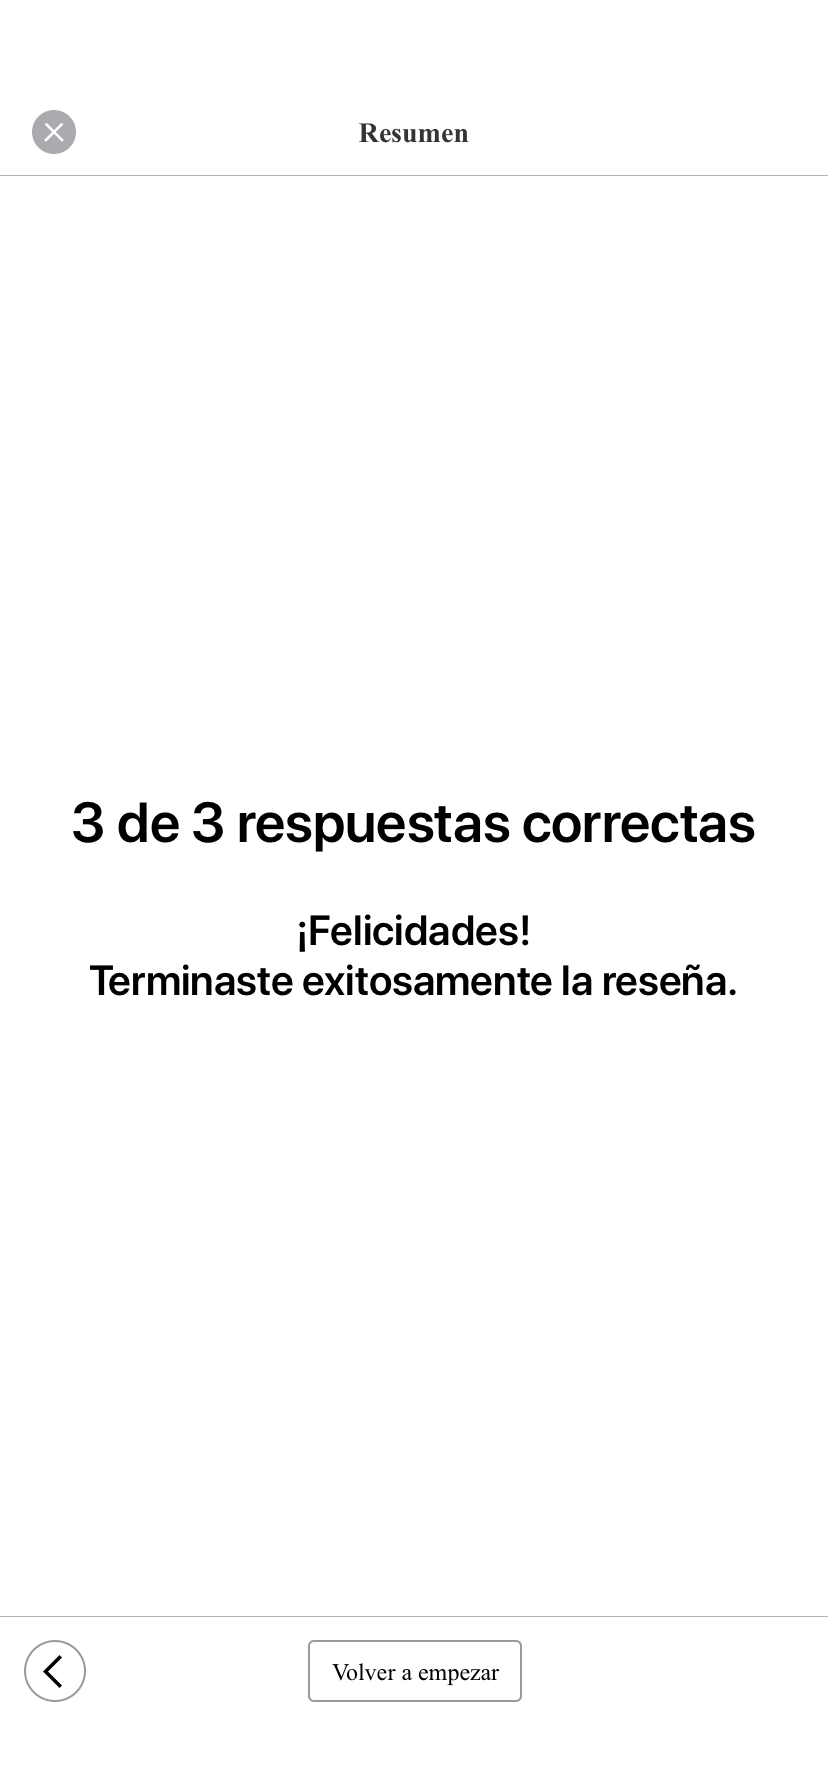 Resumen
3 de 3 respuestas correctas
¡Felicidades!
Terminaste exitosamente la reseña.
Volver a empezar